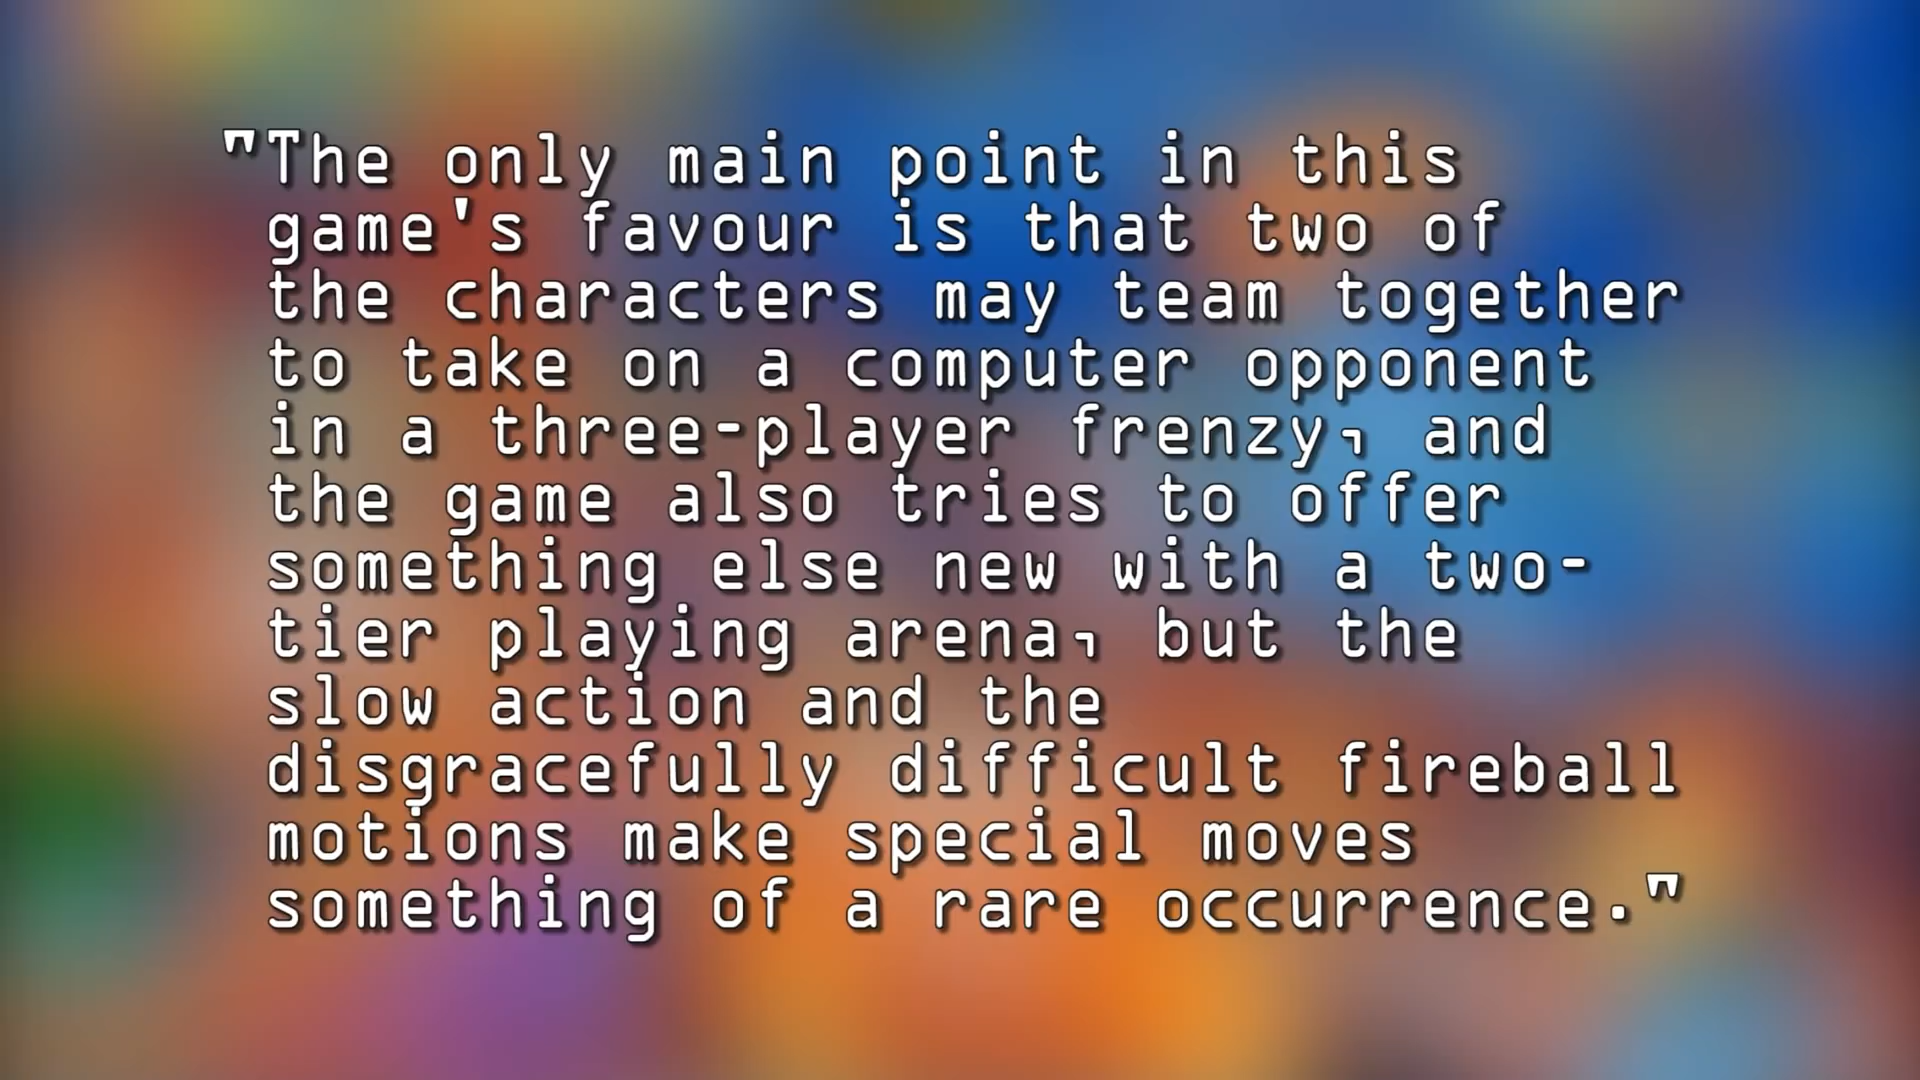 "The only main point in this
game's favour is that two of
the characters may team together
to take on a computer opponent
in a three-player frenzy, and
the game also tries to offer
something else new with a two-
tier playing arena, but the
slow action and the
disgracefully difficult fireball
motions make special moves
something of a rare occurrence."